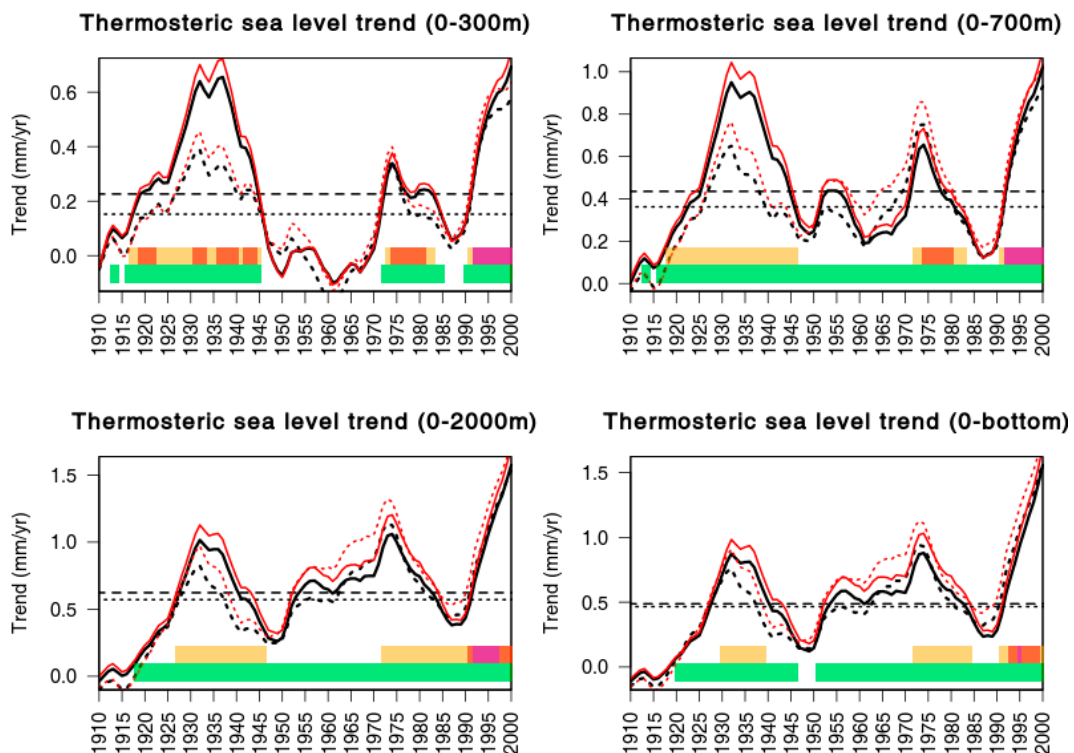 Thermosteric sea level trend (0-300m)
Trend (mm/yr)
0.6
0.4
0.2
0.0
1910 1915 1920 1925 1930 1935 1940 1945 1950 1955 1960 1965 1970 1975 1980 1985 1990 1995 2000
Thermosteric sea level trend (0-700m)
Trend (mm/yr)
1.0
0.8
0.6
0.4
0.2
0.0
1910 1915 1920 1925 1930 1935 1940 1945 1950 1955 1960 1965 1970 1975 1980 1985 1990 1995 2000
Thermosteric sea level trend (0-2000m)
Trend (mm/yr)
1.5
1.0
0.5
0.0
1910 1915 1920 1925 1930 1935 1940 1945 1950 1955 1960 1965 1970 1975 1980 1985 1990 1995 2000
Thermosteric sea level trend (0-bottom)
Trend (mm/yr)
1.5
1.0
0.5
0.0
1910 1915 1920 1925 1930 1935 1940 1945 1950 1955 1960 1965 1970 1975 1980 1985 1990 1995 2000